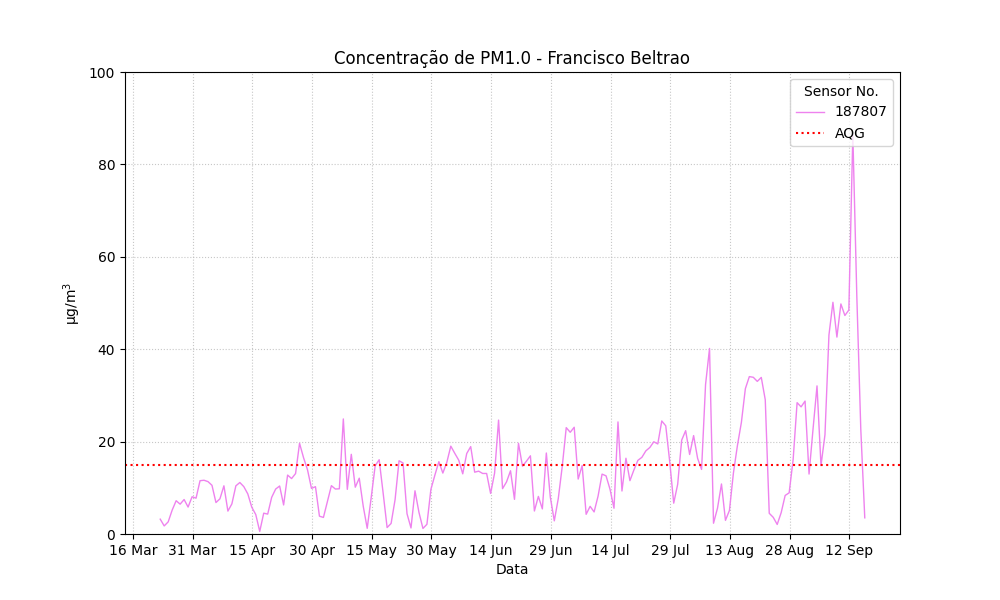 Concentração de PM1.0 - Francisco Beltrao
Sensor No.
187807
AQG
100
80
60
40
20
0
µg/m³
16 Mar 31 Mar 15 Apr 30 Apr 15 May 30 May 14 Jun 29 Jun 14 Jul 29 Jul 13 Aug 28 Aug 12 Sep
Data